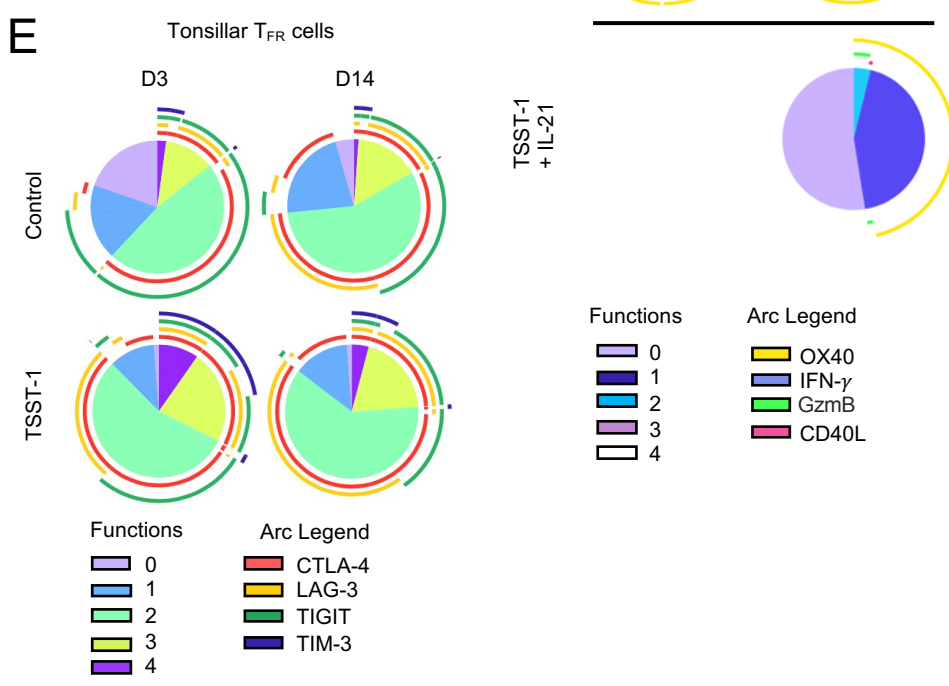 E
Tonsillar TFR cells
D3
D14
Control
TSST-1
Functions
0
1
2
3
4
Arc Legend
CTLA-4
LAG-3
TIGIT
TIM-3
TSST-1
+ IL-21
Functions
0
1
2
3
4
Arc Legend
OX40
IFN-γ
GzmB
CD40L